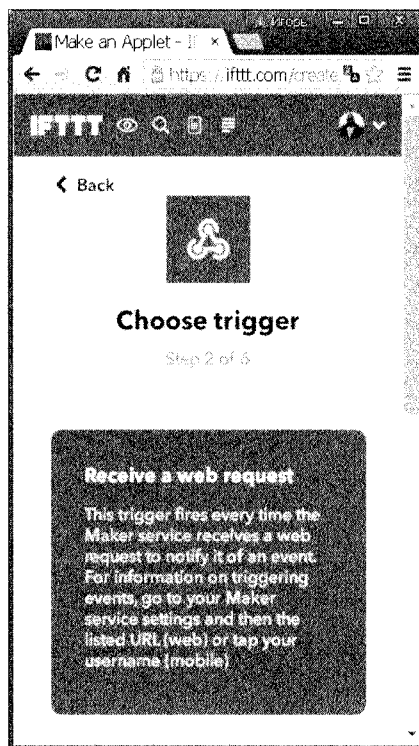 Make an Applet - I
https://ifttt.com/create
IFTTT
Back
Choose trigger
Step 2 of 6
Receive a web request
This trigger fires every time the
Maker service receives a web
request to notify it of an event.
For information on triggering
events, go to your Maker
service settings and then the
listed URL (web) or tap your
username (mobile)